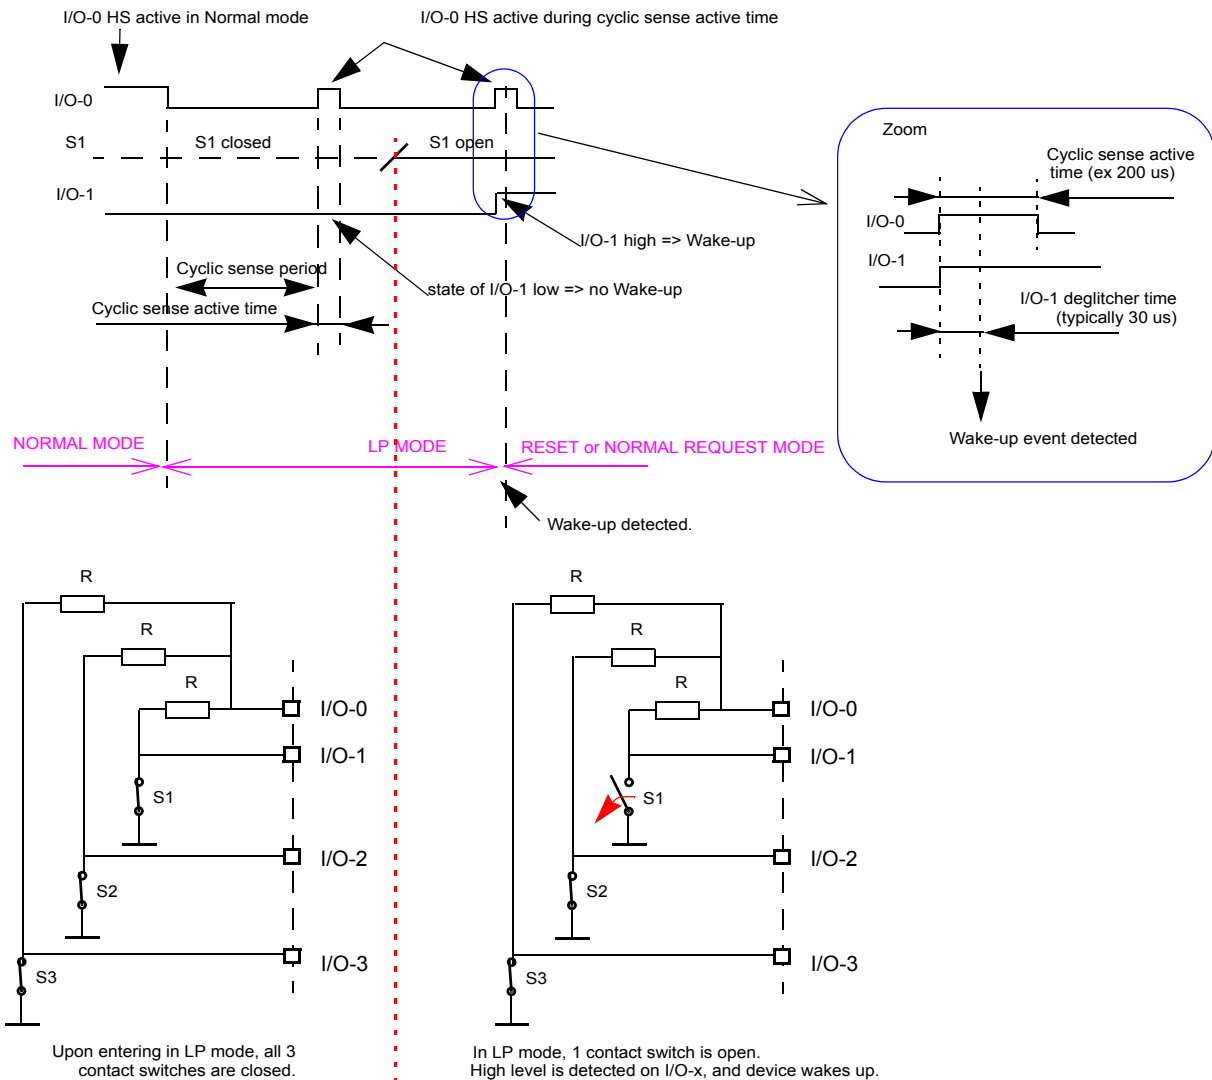 I/O-0 HS active in Normal mode
I/O-0 HS active during cyclic sense active time
I/O-0
S1
S1 closed
S1 open
I/O-1
I/O-1 high => Wake-up
Cyclic sense period
state of I/O-1 low => no Wake-up
Cyclic sense active time
Zoom
Cyclic sense active
time (ex 200 us)
I/O-0
I/O-1
I/O-1 deglitcher time
(typically 30 us)
Wake-up event detected
NORMAL MODE
LP MODE
RESET or NORMAL REQUEST MODE
Wake-up detected.
R
R
R
I/O-0
I/O-1
S1
I/O-2
S2
I/O-3
S3
Upon entering in LP mode, all 3
contact switches are closed.
R
R
R
I/O-0
I/O-1
S1
I/O-2
S2
I/O-3
S3
In LP mode, 1 contact switch is open.
High level is detected on I/O-x, and device wakes up.